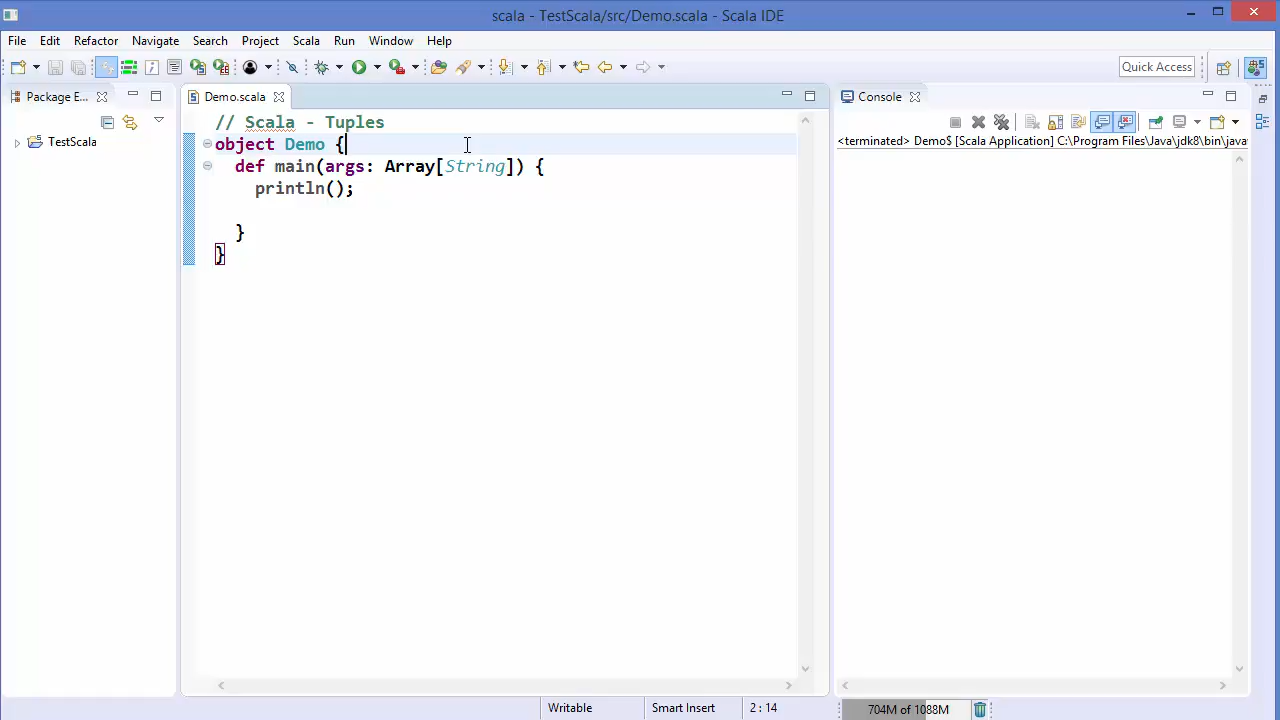 scala - TestScala/src/Demo.scala - Scala IDE
File Edit Refactor Navigate Search Project Scala Run Window Help
Quick Access
Package E...
Demo.scala
Console
TestScala
// Scala - Tuples
object Demo {
def main(args: Array[String]) {
println();
}
}
<terminated> Demo$ [Scala Application] C:\Program Files\Java\jdk8\bin\java
Writable
Smart Insert
2 : 14
704M of 1088M